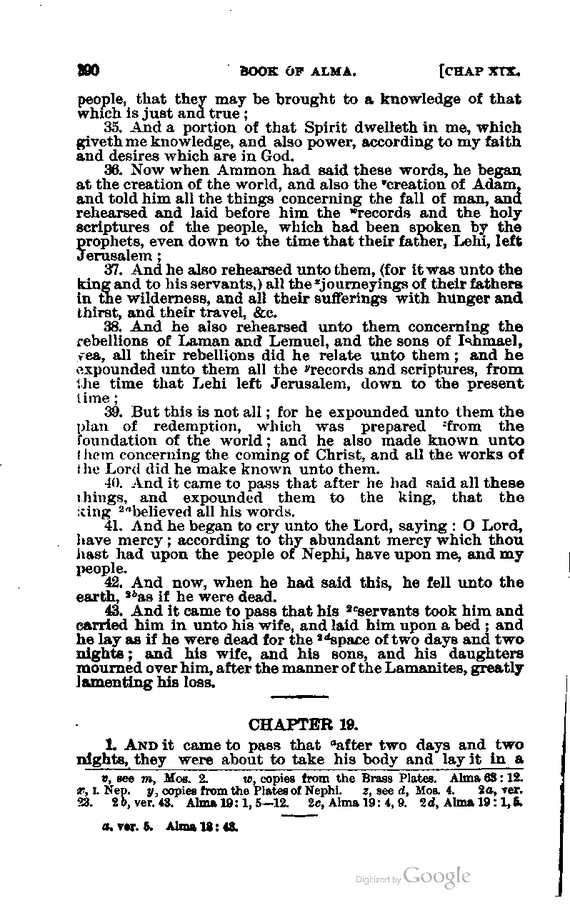 290 BOOK OF ALMA. [CHAP XIX.
people, that they may be brought to a knowledge of that
which is just and true ;
35. And a portion of that Spirit dwelleth in me, which
giveth me knowledge, and also power, according to my faith
and desires which are in God.
36. Now when Ammon had said these words, he began
at the creation of the world, and also the ᵛcreation of Adam,
and told him all the things concerning the fall of man, and
rehearsed and laid before him the ʷrecords and the holy
scriptures of the people, which had been spoken by the
prophets, even down to the time that their father, Lehi, left
Jerusalem ;
37. And he also rehearsed unto them, (for it was unto the
king and to his servants,) all the ˣjourneyings of their fathers
in the wilderness, and all their sufferings with hunger and
thirst, and their travel, &c.
38. And he also rehearsed unto them concerning the
rebellions of Laman and Lemuel, and the sons of Ishmael,
yea, all their rebellions did he relate unto them ; and he
expounded unto them all the ʸrecords and scriptures, from
the time that Lehi left Jerusalem, down to the present
time ;
39. But this is not all ; for he expounded unto them the
plan of redemption, which was prepared ᶻfrom the
foundation of the world ; and he also made known unto
them concerning the coming of Christ, and all the works of
the Lord did he make known unto them.
40. And it came to pass that after he had said all these
things, and expounded them to the king, that the
king ²ᵃbelieved all his words.
41. And he began to cry unto the Lord, saying : O Lord,
have mercy ; according to thy abundant mercy which thou
hast had upon the people of Nephi, have upon me, and my
people.
42. And now, when he had said this, he fell unto the
earth, ²ᵇas if he were dead.
43. And it came to pass that his ²ᶜservants took him and
carried him in unto his wife, and laid him upon a bed ; and
he lay as if he were dead for the ²ᵈspace of two days and two
nights ; and his wife, and his sons, and his daughters
mourned over him, after the manner of the Lamanites, greatly
lamenting his loss.
CHAPTER 19.
1. AND it came to pass that ᵃafter two days and two
nights, they were about to take his body and lay it in a
v, see m, Mos. 2. w, copies from the Brass Plates. Alma 63 : 12.
x, I. Nep. y, copies from the Plates of Nephi. z, see d, Mos. 4. 2a, ver.
23. 2b, ver. 43. Alma 19 : 1, 5—12. 2c, Alma 19 : 4, 9. 2d, Alma 19 : 1, 5.
a, ver. 5. Alma 18 : 43.
Digitized by Google